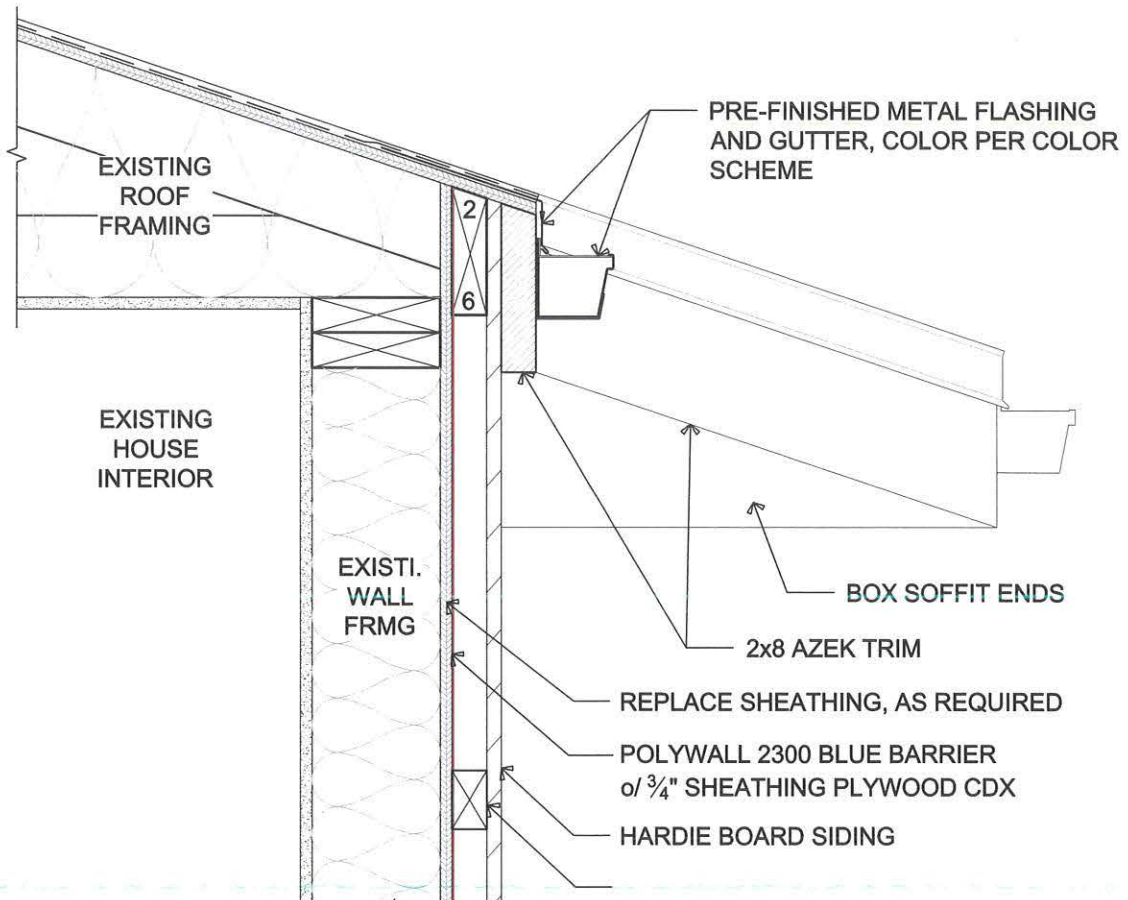 PRE-FINISHED METAL FLASHING
AND GUTTER, COLOR PER COLOR
SCHEME
EXISTING
ROOF
FRAMING
2
6
EXISTING
HOUSE
INTERIOR
EXISTI.
WALL
FRMG
BOX SOFFIT ENDS
2x8 AZEK TRIM
REPLACE SHEATHING, AS REQUIRED
POLYWALL 2300 BLUE BARRIER
o/ ¾" SHEATHING PLYWOOD CDX
HARDIE BOARD SIDING